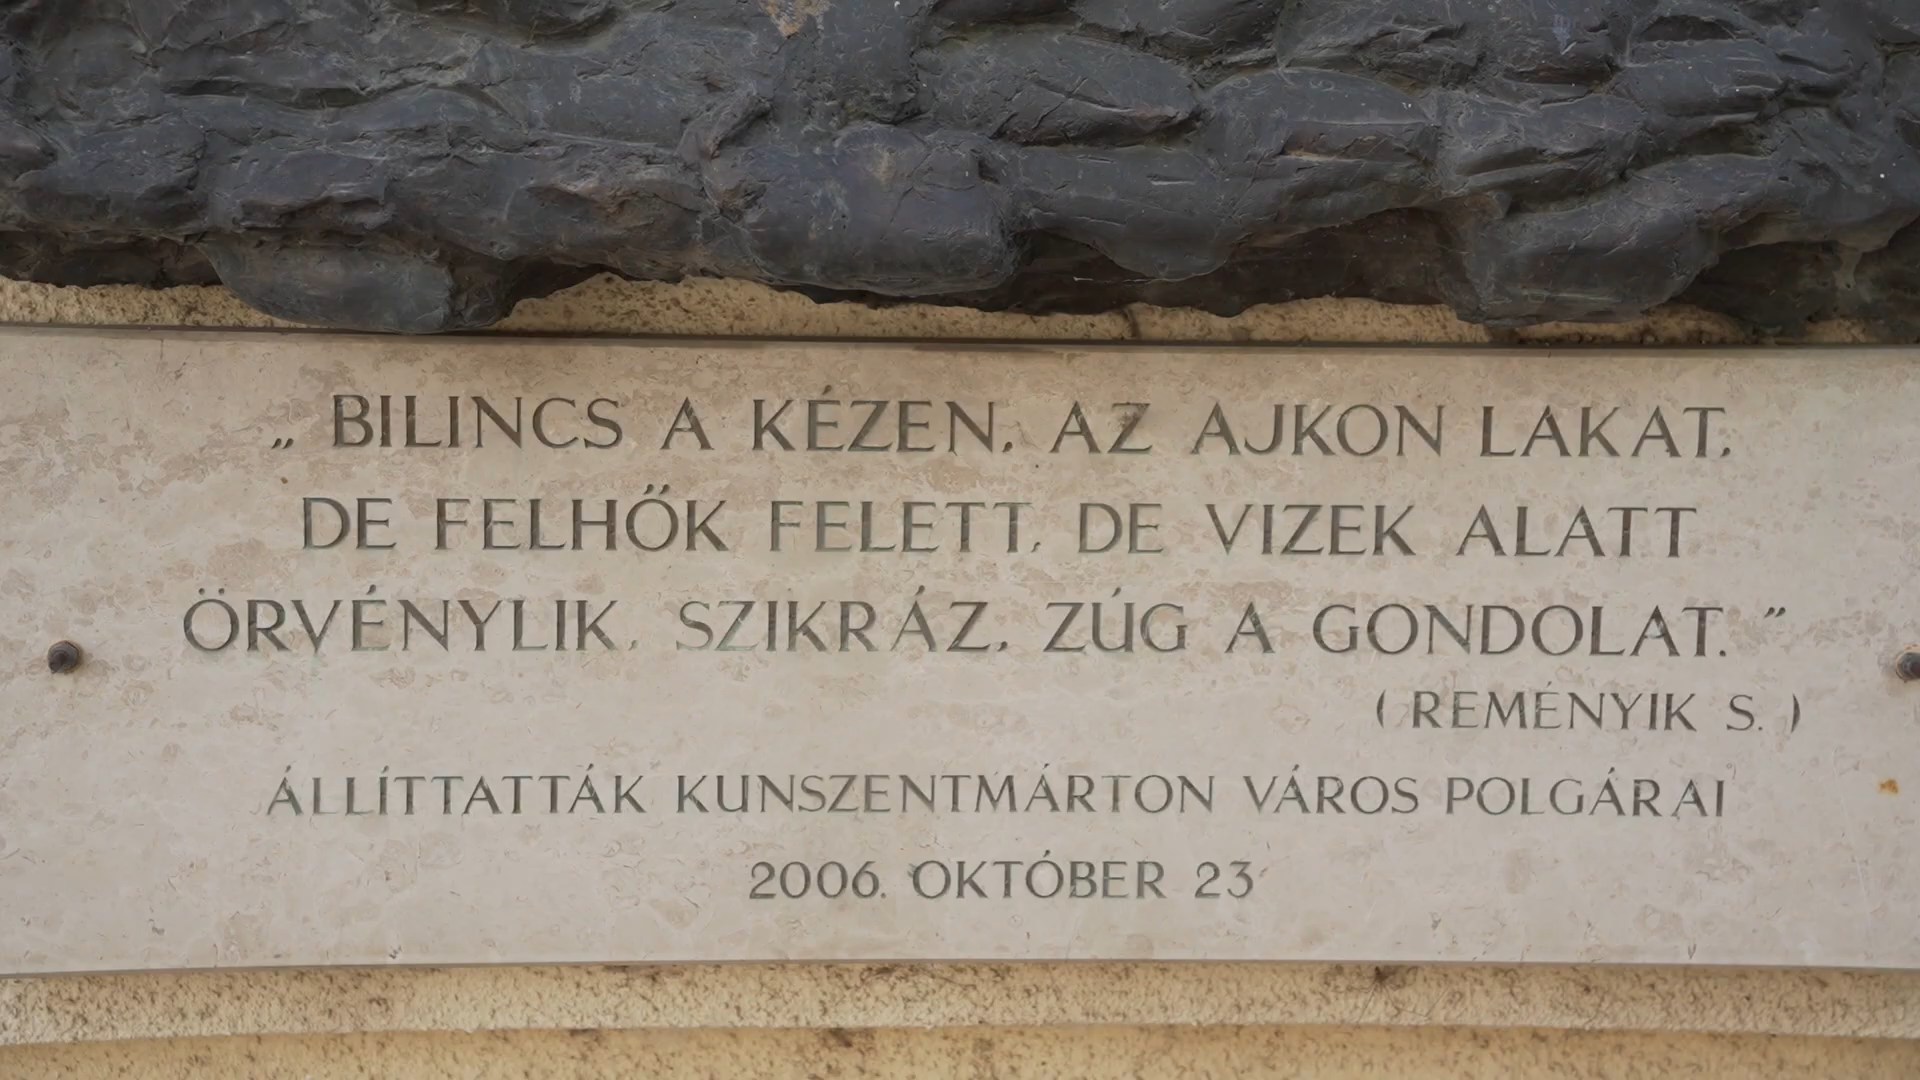 „ BILINCS A KÉZEN, AZ AJKON LAKAT,
DE FELHŐK FELETT, DE VIZEK ALATT
ÖRVÉNYLIK, SZIKRÁZ, ZÚG A GONDOLAT. ”
( REMÉNYIK S. )
ÁLLÍTTATTÁK KUNSZENTMÁRTON VÁROS POLGÁRAI
2006. OKTÓBER 23